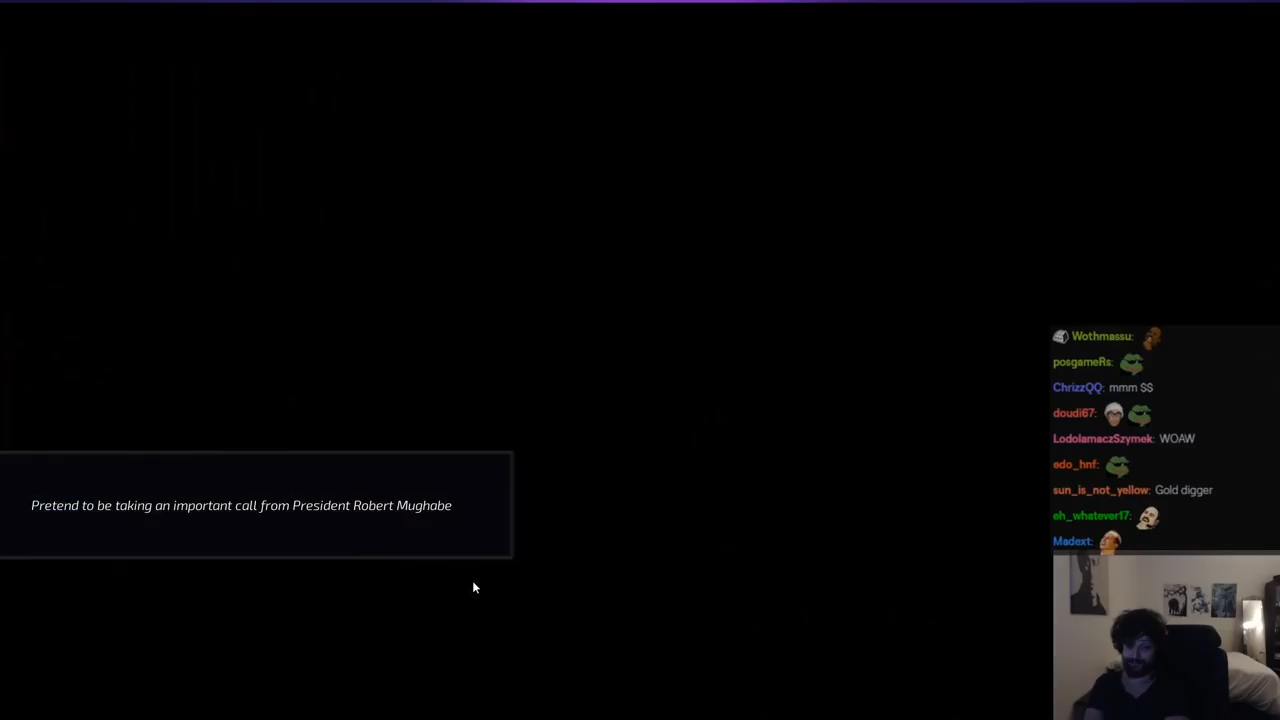 Pretend to be taking an important call from President Robert Mughabe
Wothmassu:
posgameRs:
ChrizzQQ: mmm $$
doudi67:
LodolamaczSzymek: WOAW
edo_hnf:
sun_is_not_yellow: Gold digger
eh_whatever17:
Madext: